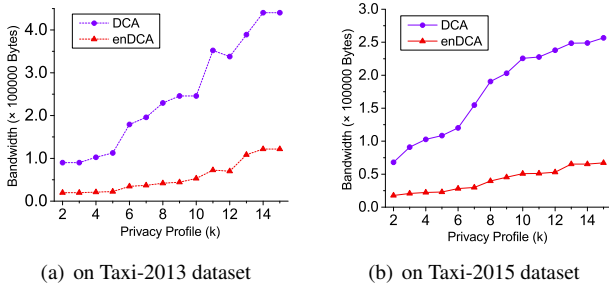 Bandwidth (× 100000 Bytes)
4.0
3.0
2.0
1.0
0.0
DCA
enDCA
2 4 6 8 10 12 14
Privacy Profile (k)
(a) on Taxi-2013 dataset
Bandwidth (× 100000 Bytes)
3.0
2.5
2.0
1.5
1.0
0.5
0.0
DCA
enDCA
2 4 6 8 10 12 14
Privacy Profile (k)
(b) on Taxi-2015 dataset